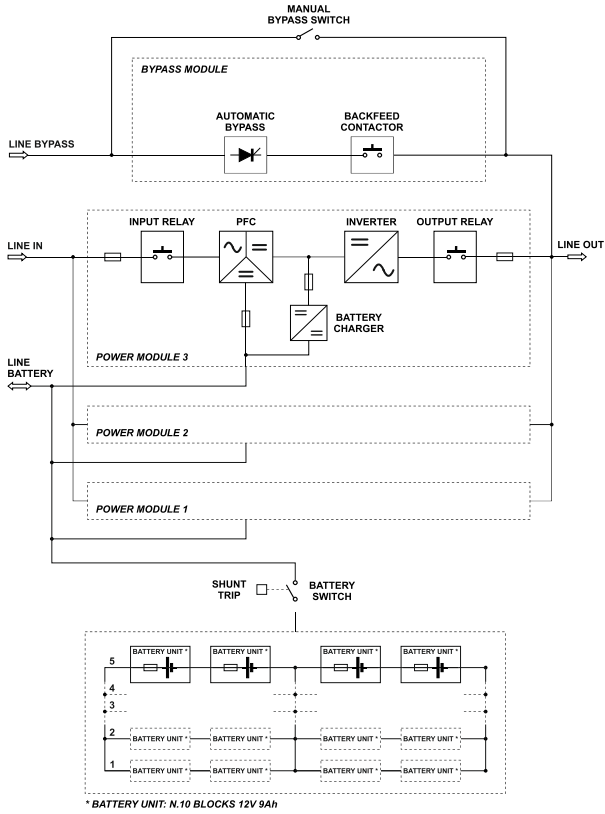 MANUAL
BYPASS SWITCH
BYPASS MODULE
AUTOMATIC
BYPASS
BACKFEED
CONTACTOR
LINE BYPASS
INPUT RELAY
PFC
INVERTER
OUTPUT RELAY
LINE IN
LINE OUT
BATTERY
CHARGER
POWER MODULE 3
LINE
BATTERY
POWER MODULE 2
POWER MODULE 1
SHUNT
TRIP
BATTERY
SWITCH
5
BATTERY UNIT *
BATTERY UNIT *
BATTERY UNIT *
BATTERY UNIT *
4
3
2
BATTERY UNIT *
BATTERY UNIT *
BATTERY UNIT *
BATTERY UNIT *
1
BATTERY UNIT *
BATTERY UNIT *
BATTERY UNIT *
BATTERY UNIT *
* BATTERY UNIT: N.10 BLOCKS 12V 9Ah